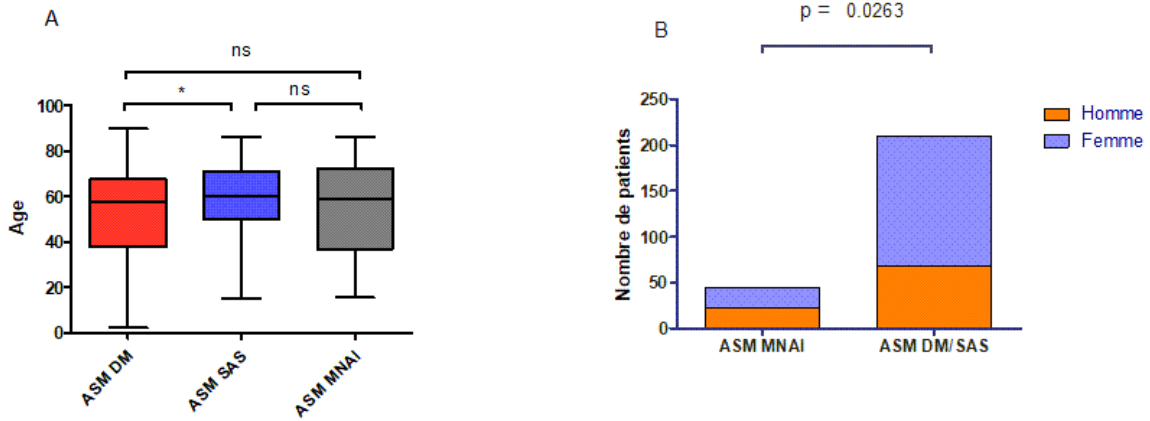 A
ns
*
ns
100
80
60
40
20
0
Age
ASM DM
ASM SAS
ASM MNAI
p = 0.0263
B
250
200
150
100
50
0
Nombre de patients
ASM MNAI
ASM DM/SAS
Homme
Femme